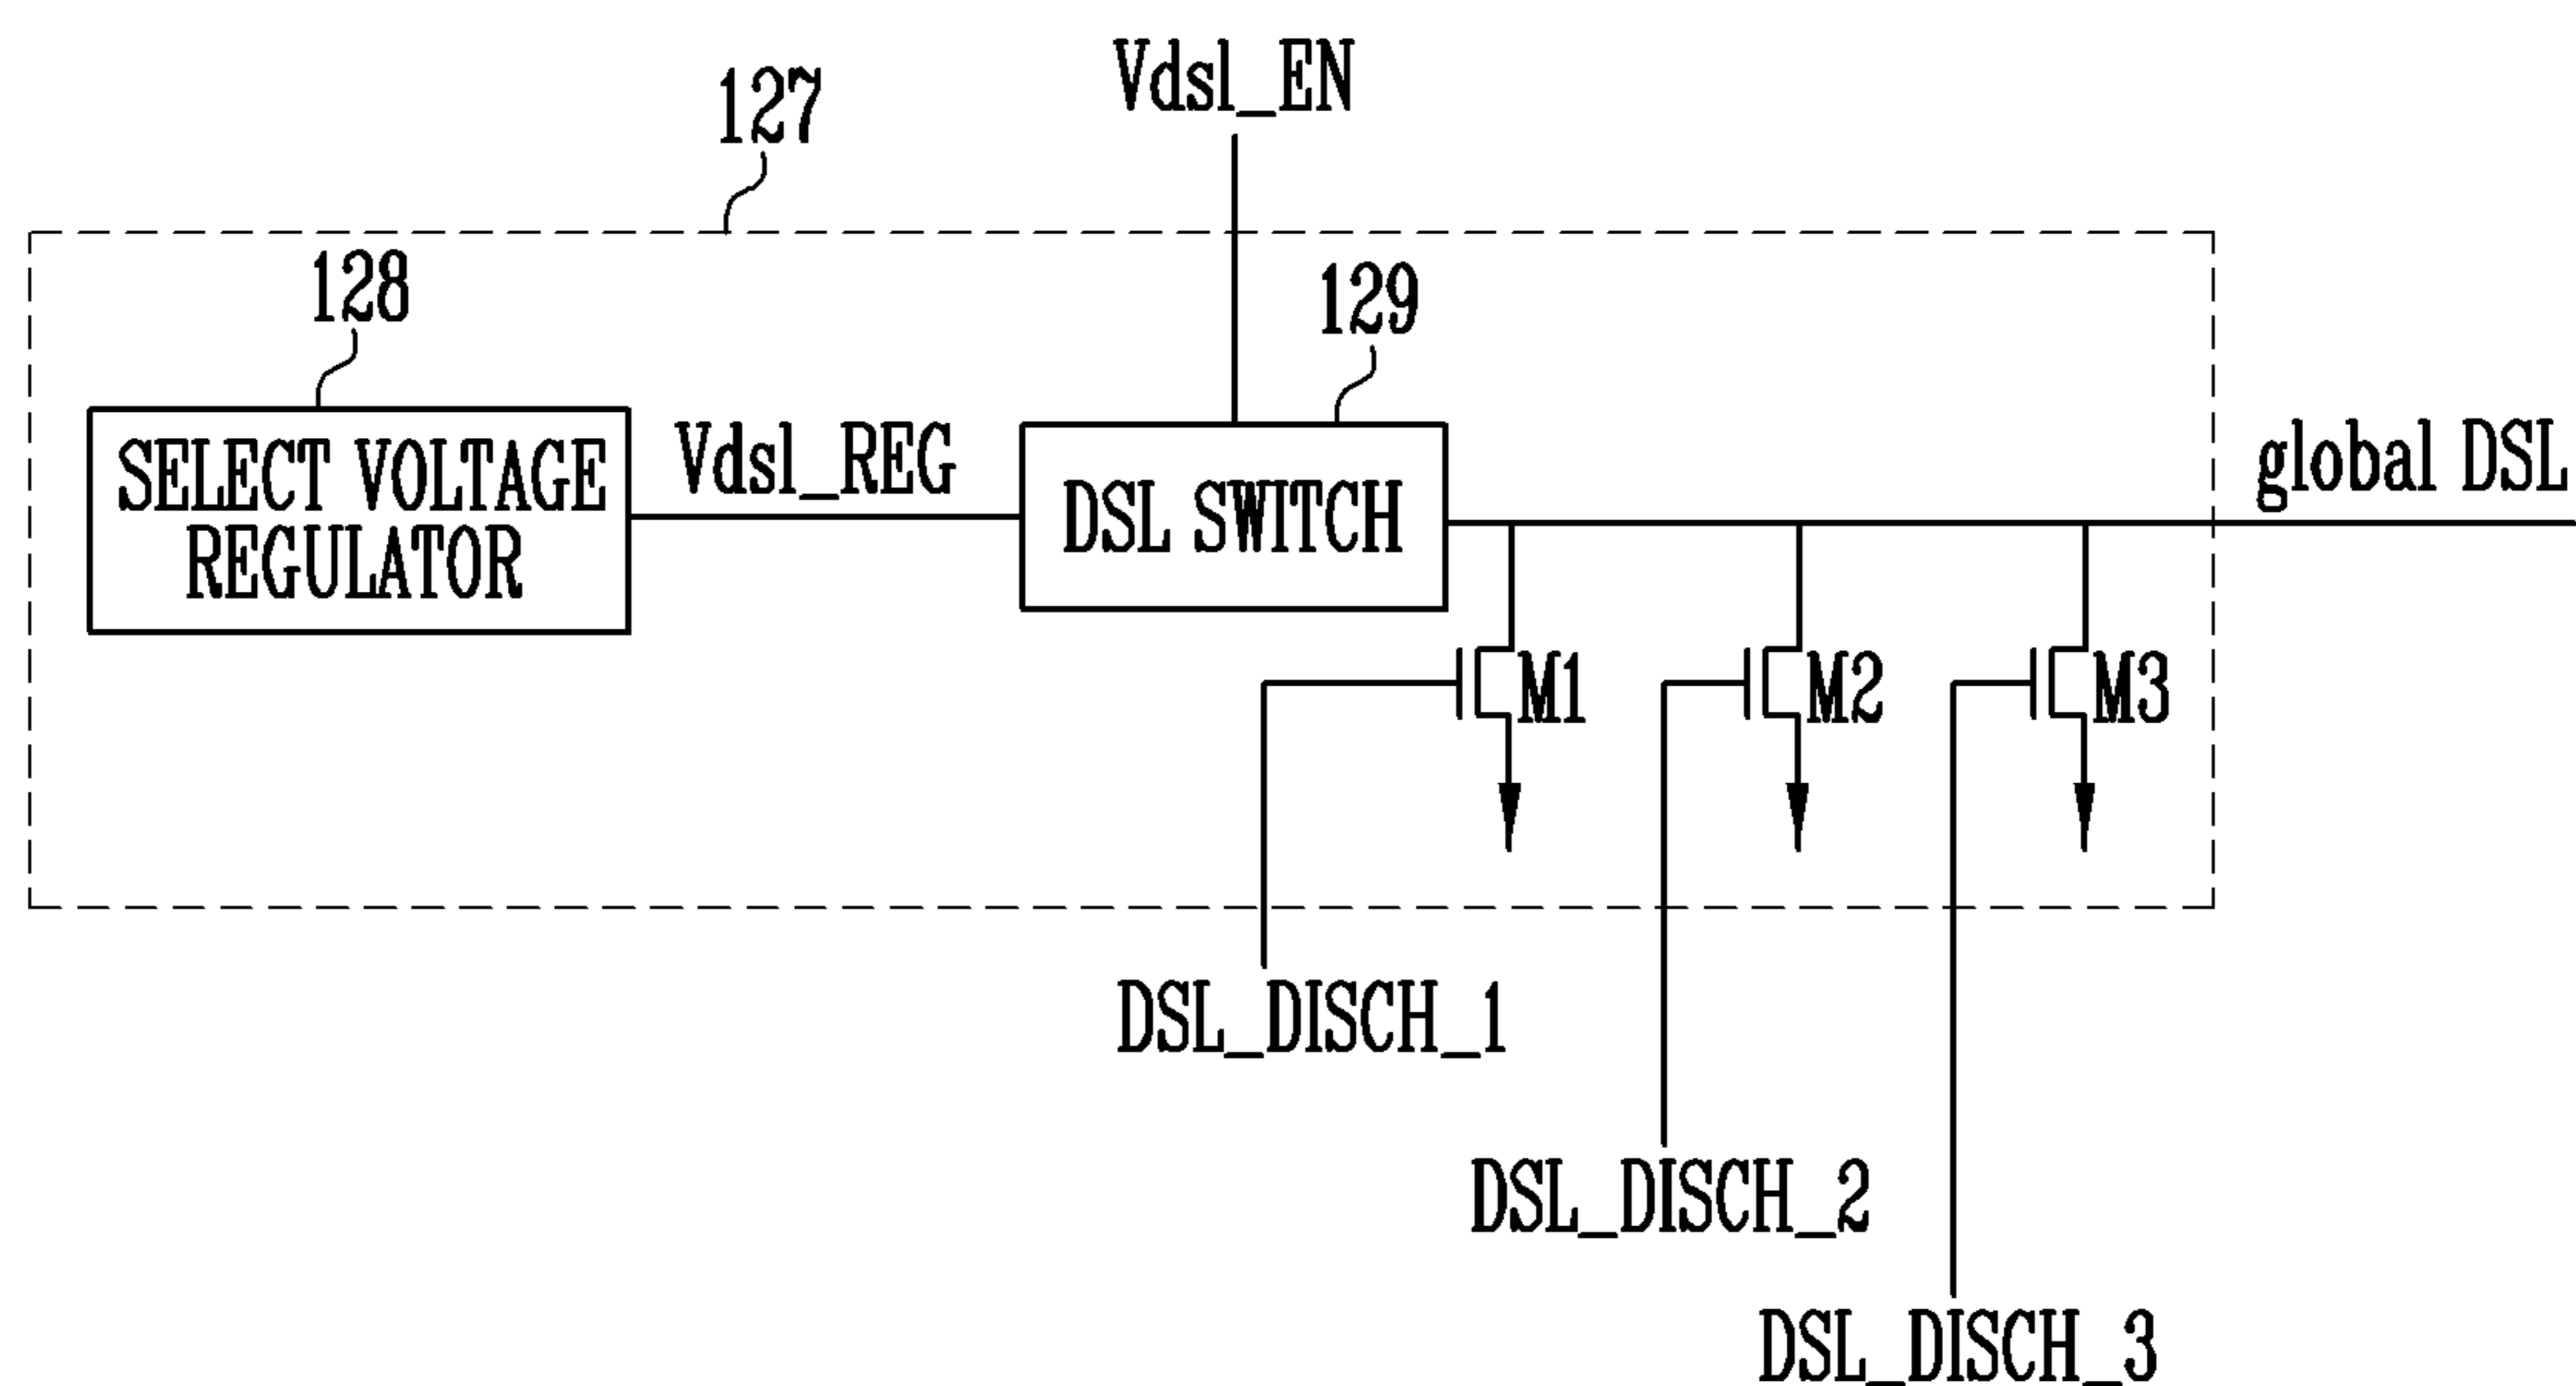 Vdsl_EN
127
128
129
SELECT VOLTAGE
REGULATOR
Vdsl_REG
DSL SWITCH
global DSL
M1
M2
M3
DSL_DISCH_1
DSL_DISCH_2
DSL_DISCH_3